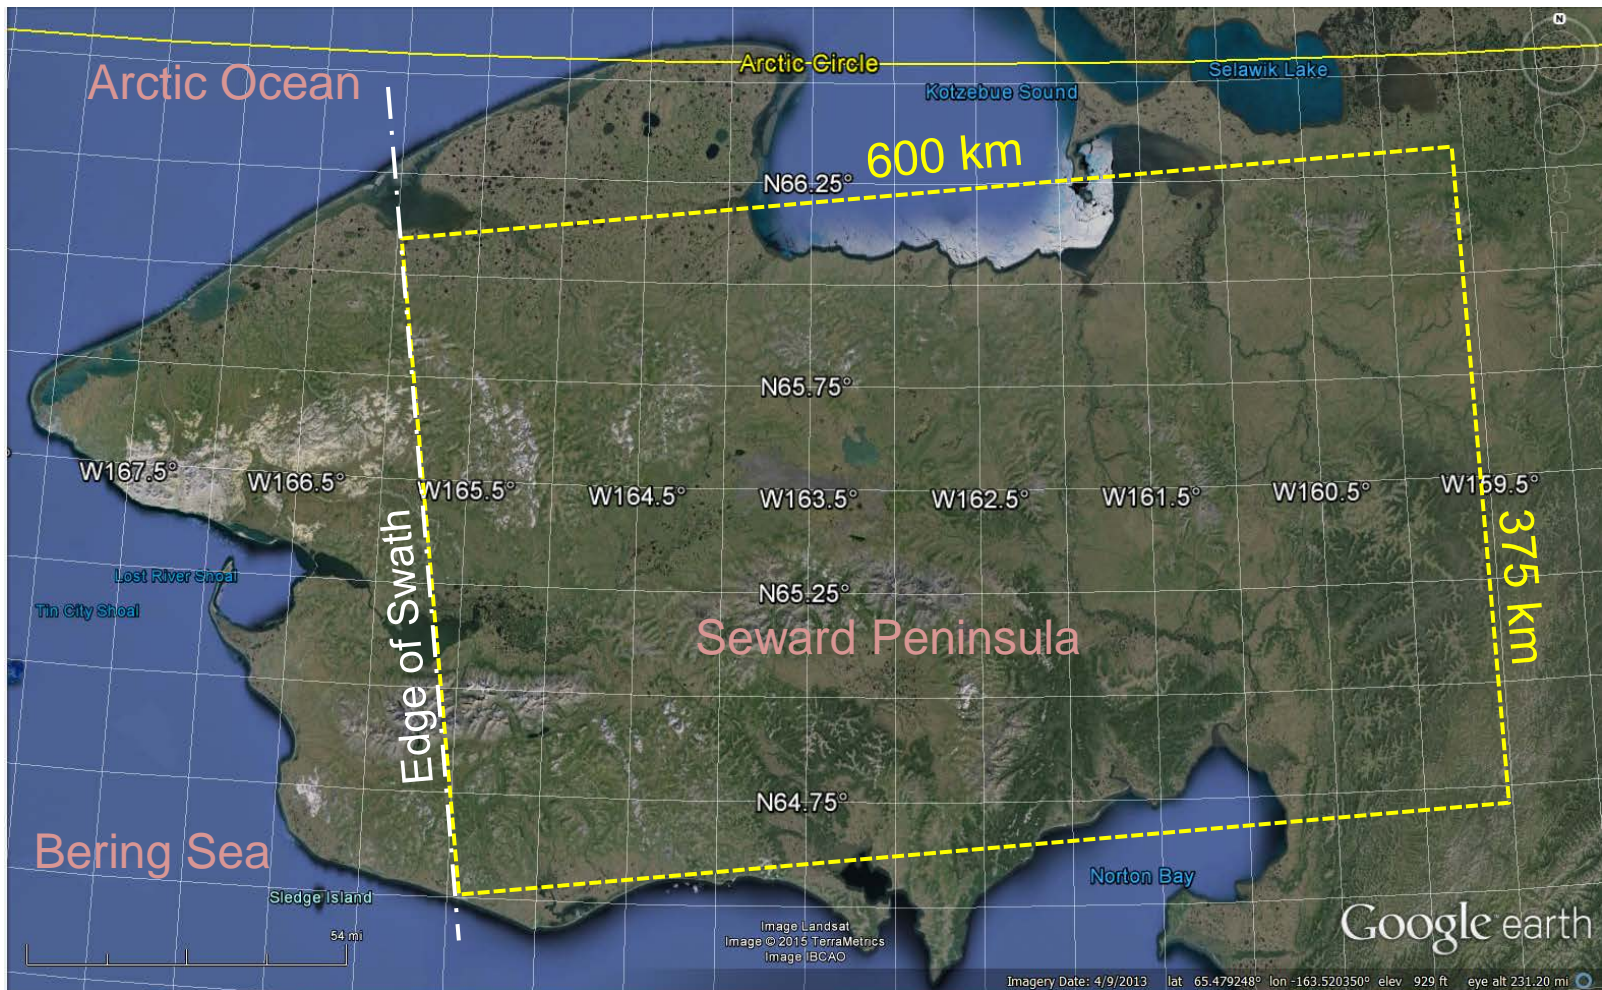 N
Arctic Circle
Selawik Lake
Arctic Ocean
Kotzebue Sound
600 km
N66.25°
N65.75°
W167.5°
W166.5°
W165.5°
W164.5°
W163.5°
W162.5°
W161.5°
W160.5°
W159.5°
375 km
Edge of Swath
Lost River Shoal
Tin City Shoal
N65.25°
Seward Peninsula
N64.75°
Bering Sea
Norton Bay
Sledge Island
54 mi
Image Landsat
Image © 2015 TerraMetrics
Image IBCAO
Google earth
Imagery Date: 4/9/2013 lat 65.479248° lon -163.520350° elev 929 ft eye alt 231.20 mi